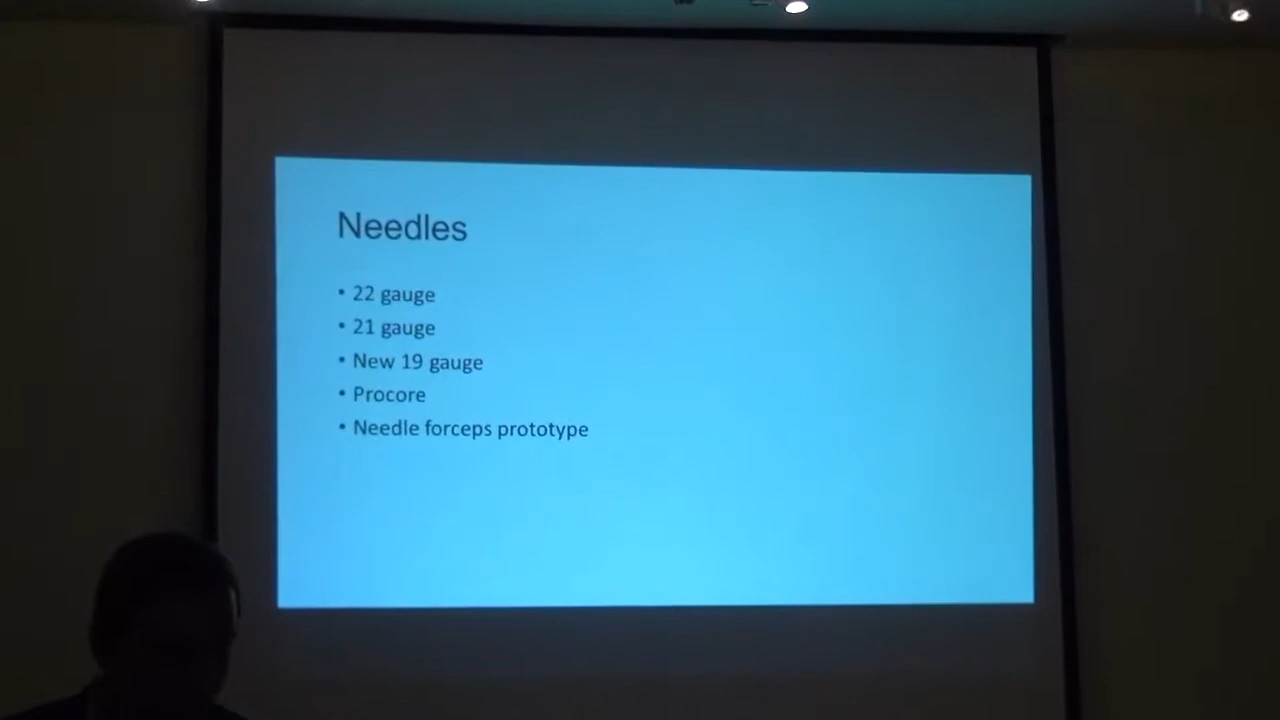 Needles
• 22 gauge
• 21 gauge
• New 19 gauge
• Procore
• Needle forceps prototype